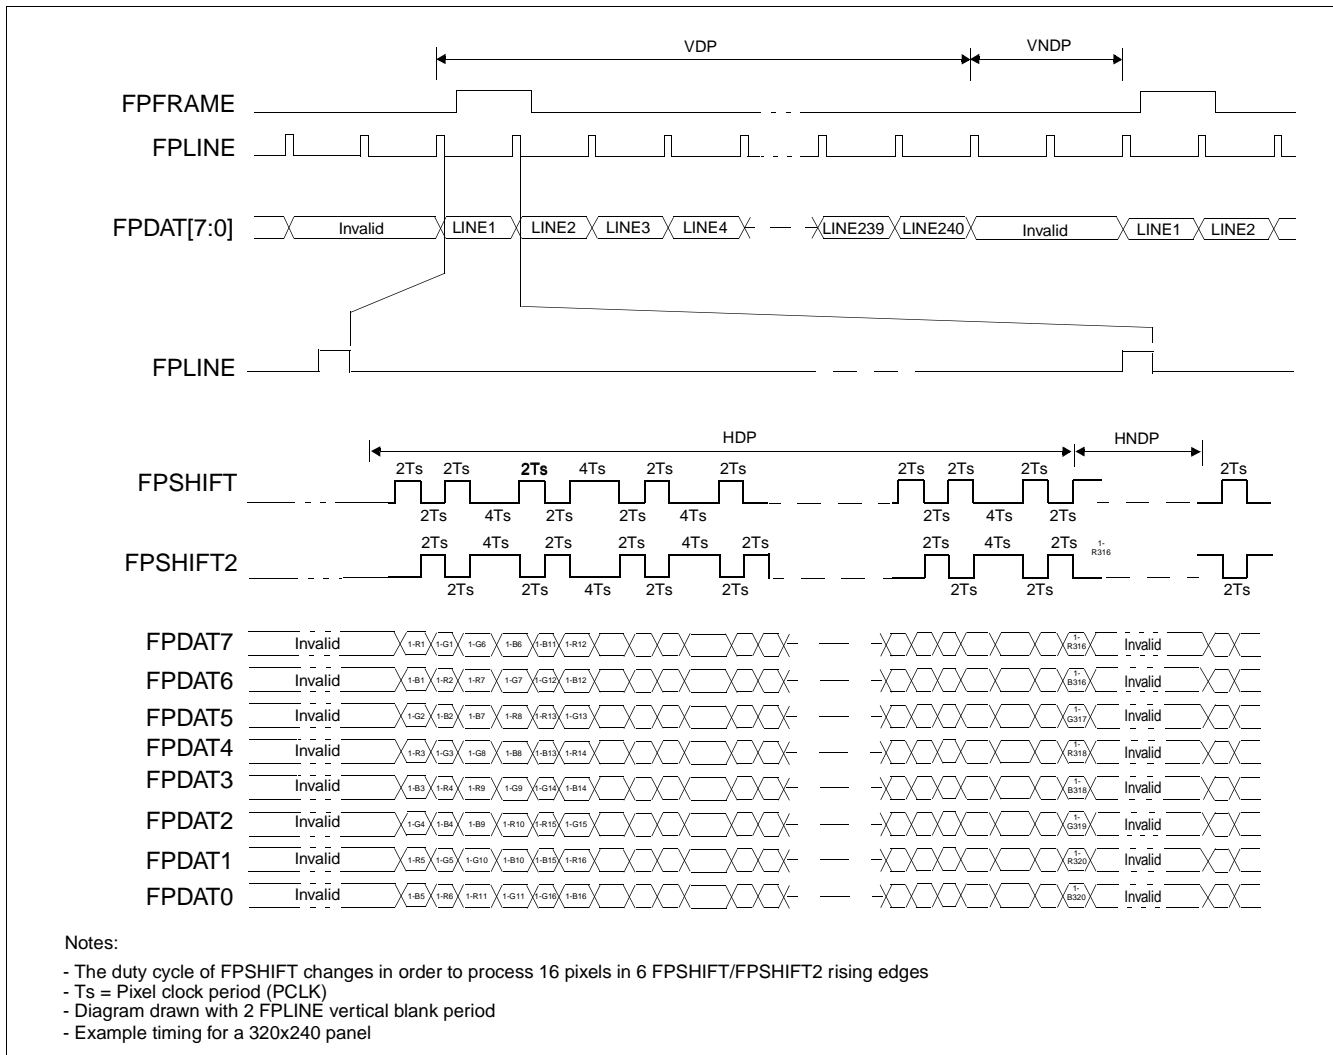 VDP VNDP
FPFRAME
FPLINE
FPDAT[7:0] Invalid LINE1 LINE2 LINE3 LINE4 LINE239 LINE240 Invalid LINE1 LINE2
FPLINE
HDP HNDP
2Ts 2Ts 2Ts 4Ts 2Ts 2Ts 2Ts 2Ts 2Ts 2Ts
FPSHIFT
2Ts 4Ts 2Ts 2Ts 4Ts 2Ts 4Ts 2Ts
2Ts 4Ts 2Ts 2Ts 4Ts 2Ts 2Ts 4Ts 2Ts 1-R316
FPSHIFT2
2Ts 2Ts 4Ts 2Ts 2Ts 2Ts 2Ts 2Ts
FPDAT7 Invalid 1-R1 1-G1 1-G6 1-B6 1-B11 1-R12 1-R316 Invalid
FPDAT6 Invalid 1-B1 1-R2 1-R7 1-G7 1-G12 1-B12 1-B316 Invalid
FPDAT5 Invalid 1-G2 1-B2 1-B7 1-R8 1-R13 1-G13 1-G317 Invalid
FPDAT4 Invalid 1-R3 1-G3 1-G8 1-B8 1-B13 1-R14 1-R318 Invalid
FPDAT3 Invalid 1-B3 1-R4 1-R9 1-G9 1-G14 1-B14 1-B318 Invalid
FPDAT2 Invalid 1-G4 1-B4 1-B9 1-R10 1-R15 1-G15 1-G319 Invalid
FPDAT1 Invalid 1-R5 1-G5 1-G10 1-B10 1-B15 1-R16 1-R320 Invalid
FPDAT0 Invalid 1-B5 1-R6 1-R11 1-G11 1-G16 1-B16 1-B320 Invalid
Notes:
- The duty cycle of FPSHIFT changes in order to process 16 pixels in 6 FPSHIFT/FPSHIFT2 rising edges
- Ts = Pixel clock period (PCLK)
- Diagram drawn with 2 FPLINE vertical blank period
- Example timing for a 320x240 panel